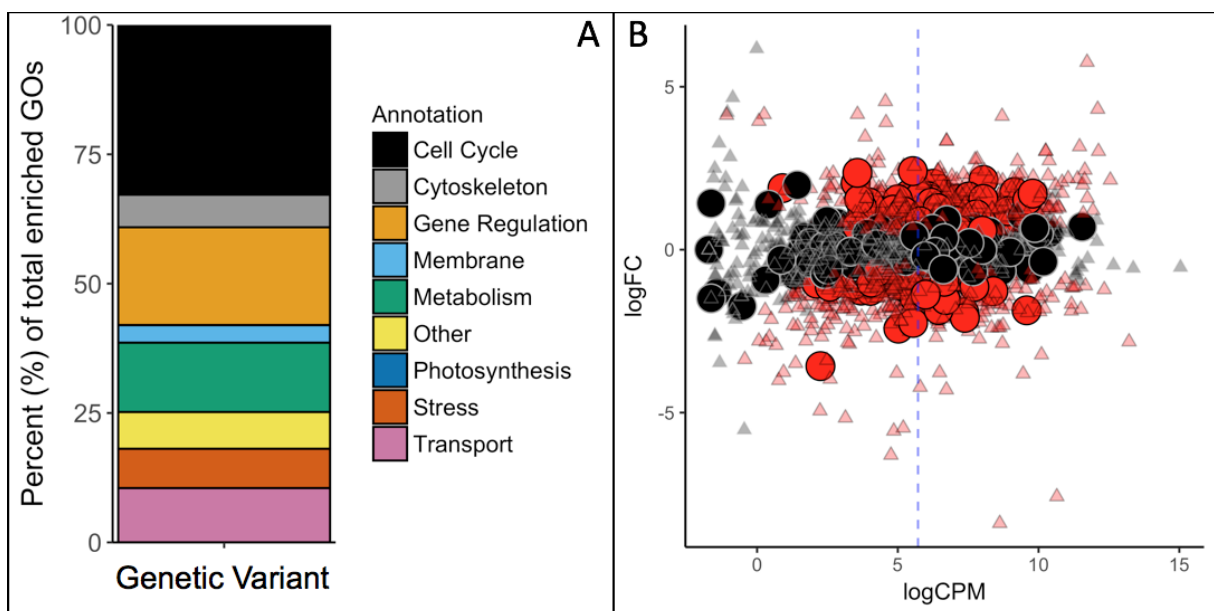 A
Percent (%) of total enriched GOs
100
75
50
25
0
Genetic Variant
Annotation
Cell Cycle
Cytoskeleton
Gene Regulation
Membrane
Metabolism
Other
Photosynthesis
Stress
Transport
B
logFC
5
0
-5
0 5 10 15
logCPM